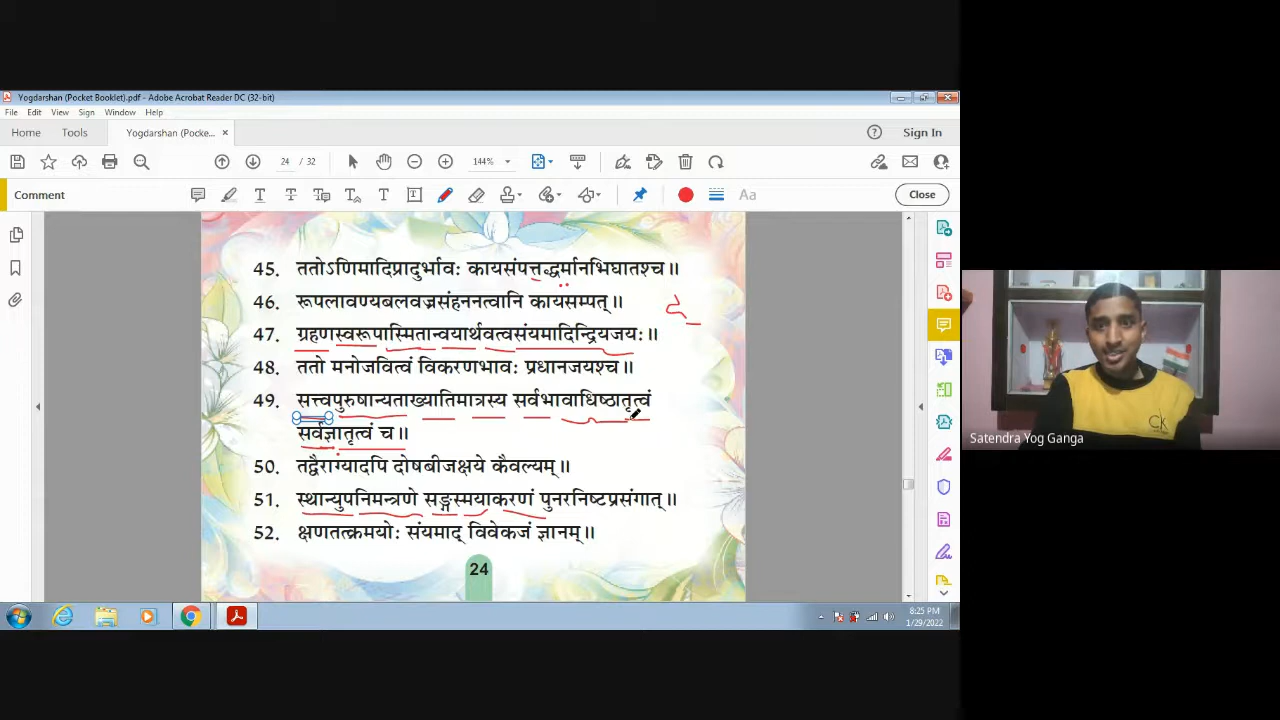 Yogdarshan (Pocket Booklet).pdf - Adobe Acrobat Reader DC (32-bit)
File Edit View Sign Window Help
Home Tools Yogdarshan (Pocke... × Sign In
24 / 32 144%
Comment Aa Close
45. ततोऽणिमादिप्रादुर्भावः कायसंपत्तद्धर्मानभिघातश्च॥
46. रूपलावण्यबलवज्रसंहननत्वानि कायसम्पत्॥
47. ग्रहणस्वरूपास्मितान्वयार्थवत्वसंयमादिन्द्रियजयः॥
48. ततो मनोजवित्वं विकरणभावः प्रधानजयश्च॥
49. सत्त्वपुरुषान्यताख्यातिमात्रस्य सर्वभावाधिष्ठातृत्वं
सर्वज्ञातृत्वं च॥
50. तद्वैराग्यादपि दोषबीजक्षये कैवल्यम्॥
51. स्थान्युपनिमन्त्रणे सङ्गस्मयाकरणं पुनरनिष्टप्रसंगात्॥
52. क्षणतत्क्रमयोः संयमाद् विवेकजं ज्ञानम्॥
24
8:25 PM
1/29/2022
CK
Satendra Yog Ganga